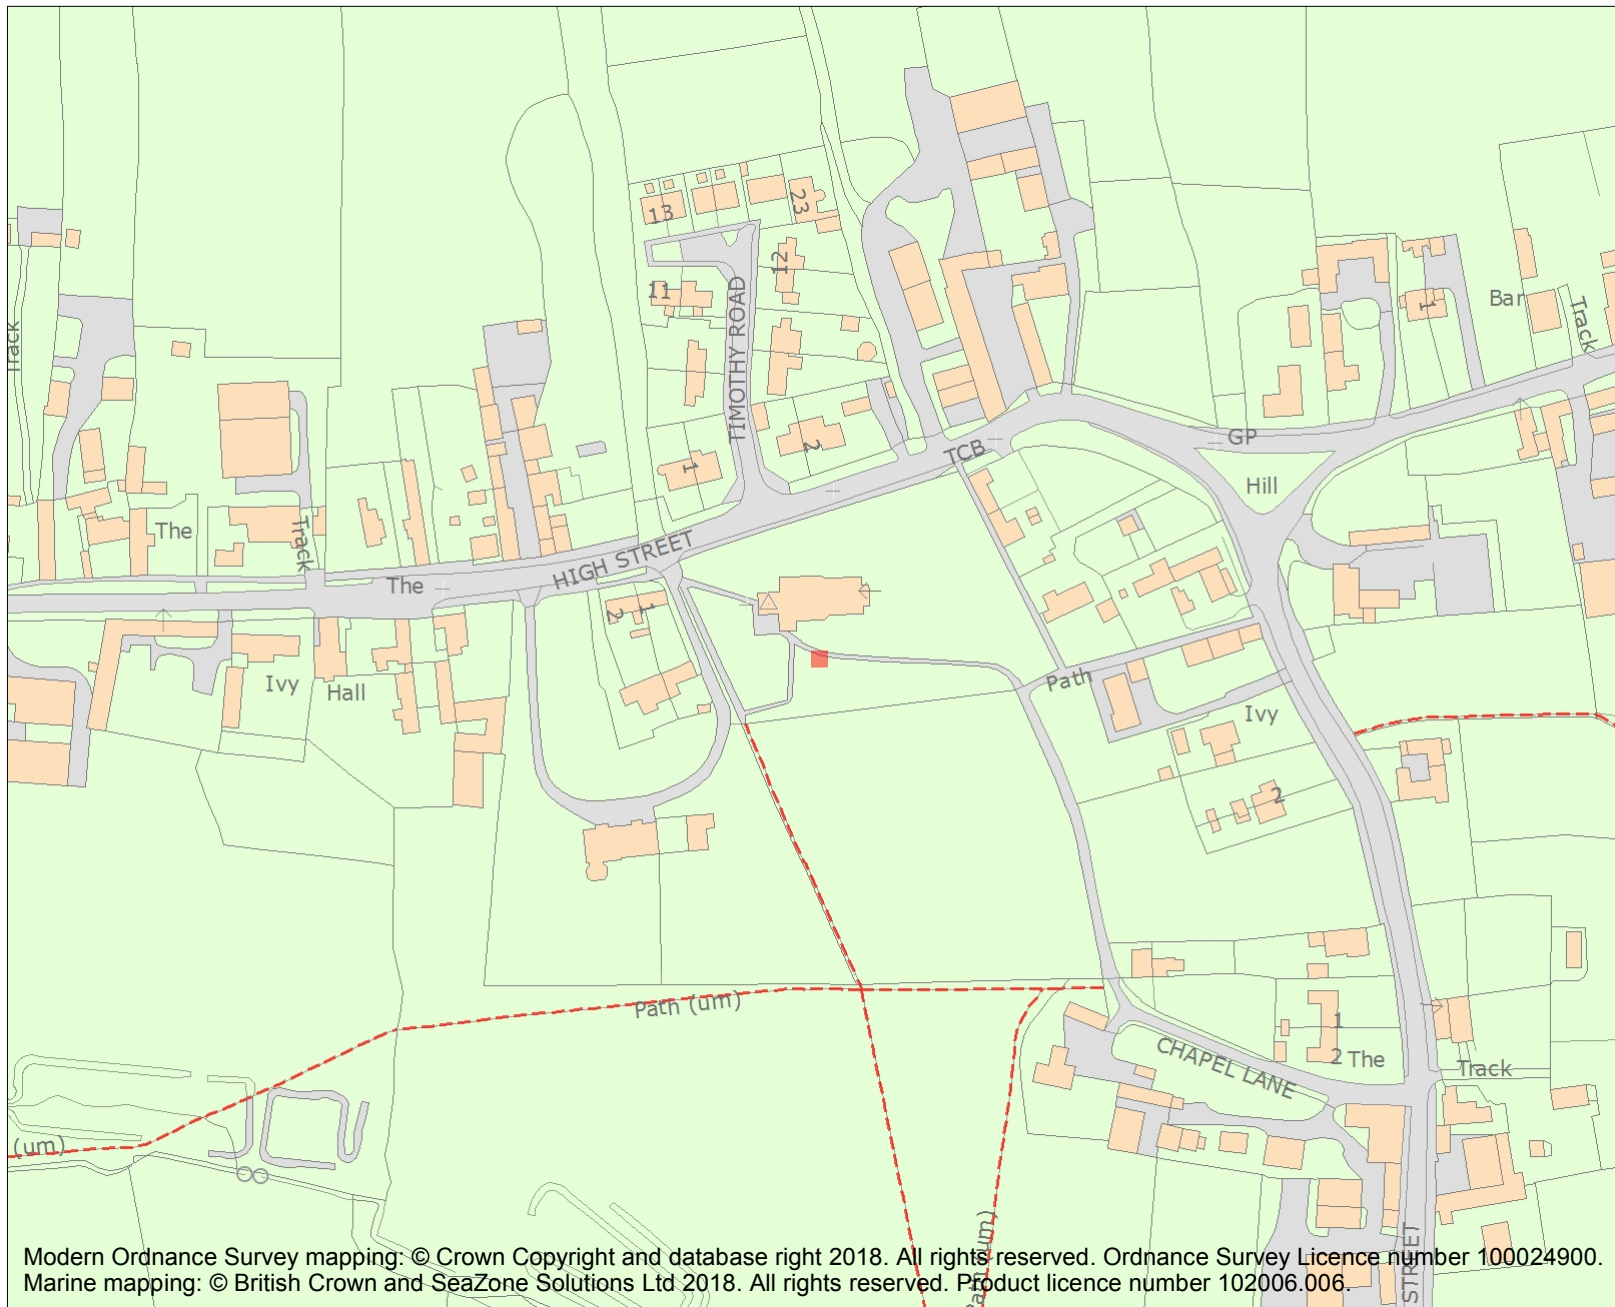 23
13
12
11
TIMOTHY ROAD
1
Bar
Track
Track
2
1
TCB
GP
Hill
The
Track
HIGH STREET
The
1
2
Path
Ivy
Hall
Ivy
2
Path (um)
1
2 The
CHAPEL LANE
Track
(um)
Path (um)
STREET
Modern Ordnance Survey mapping: © Crown Copyright and database right 2018. All rights reserved. Ordnance Survey Licence number 100024900.
Marine mapping: © British Crown and SeaZone Solutions Ltd 2018. All rights reserved. Product licence number 102006.006.